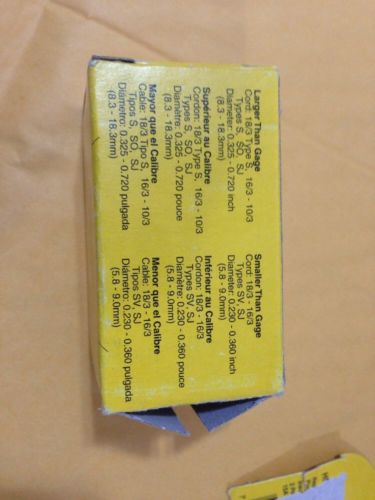 Larger Than Gage
Cord: 18/3 Type S, 16/3 - 10/3
Types S, SO, SJ
Diameter: 0.325 - 0.720 inch
(8.3 - 18.3mm)
Supérieur au Calibre
Cordon: 18/3 Type S, 16/3 - 10/3
Types S, SO, SJ
Diamètre: 0.325 - 0.720 pouce
(8.3 - 18.3mm)
Mayor que el Calibre
Cable: 18/3 Tipo S, 16/3 - 10/3
Tipos S, SO, SJ
Diámetro: 0.325 - 0.720 pulgada
(8.3 - 18.3mm)
Smaller Than Gage
Cord: 18/3 - 16/3
Types SV, SJ
Diameter: 0.230 - 0.360 inch
(5.8 - 9.0mm)
Inférieur au Calibre
Cordon: 18/3 - 16/3
Types SV, SJ
Diamètre: 0.230 - 0.360 pouce
(5.8 - 9.0mm)
Menor que el Calibre
Cable: 18/3 - 16/3
Tipos SV, SJ
Diámetro: 0.230 - 0.360 pulgada
(5.8 - 9.0mm)